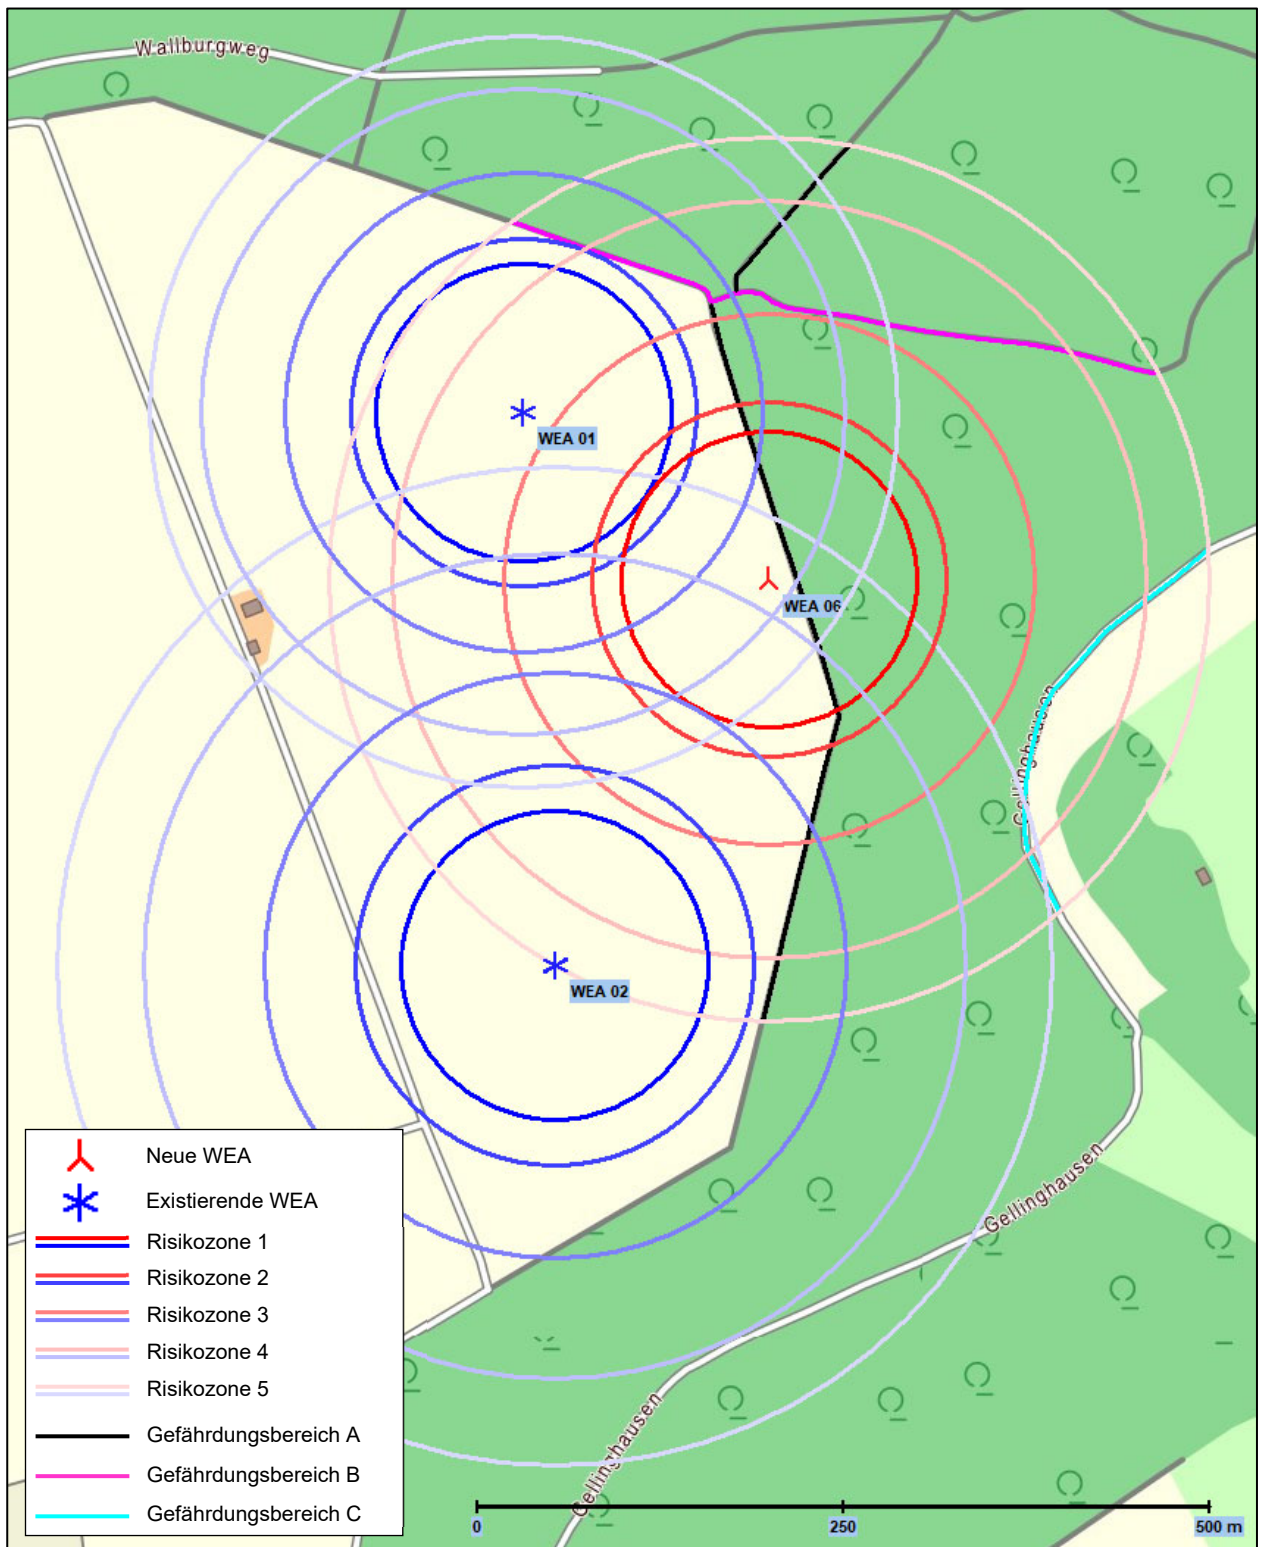 Wallburgweg
WEA 01
WEA 06
Gellinghausen
WEA 02
Gellinghausen
Gellinghausen
Neue WEA
Existierende WEA
Risikozone 1
Risikozone 2
Risikozone 3
Risikozone 4
Risikozone 5
Gefährdungsbereich A
Gefährdungsbereich B
Gefährdungsbereich C
0 250 500 m